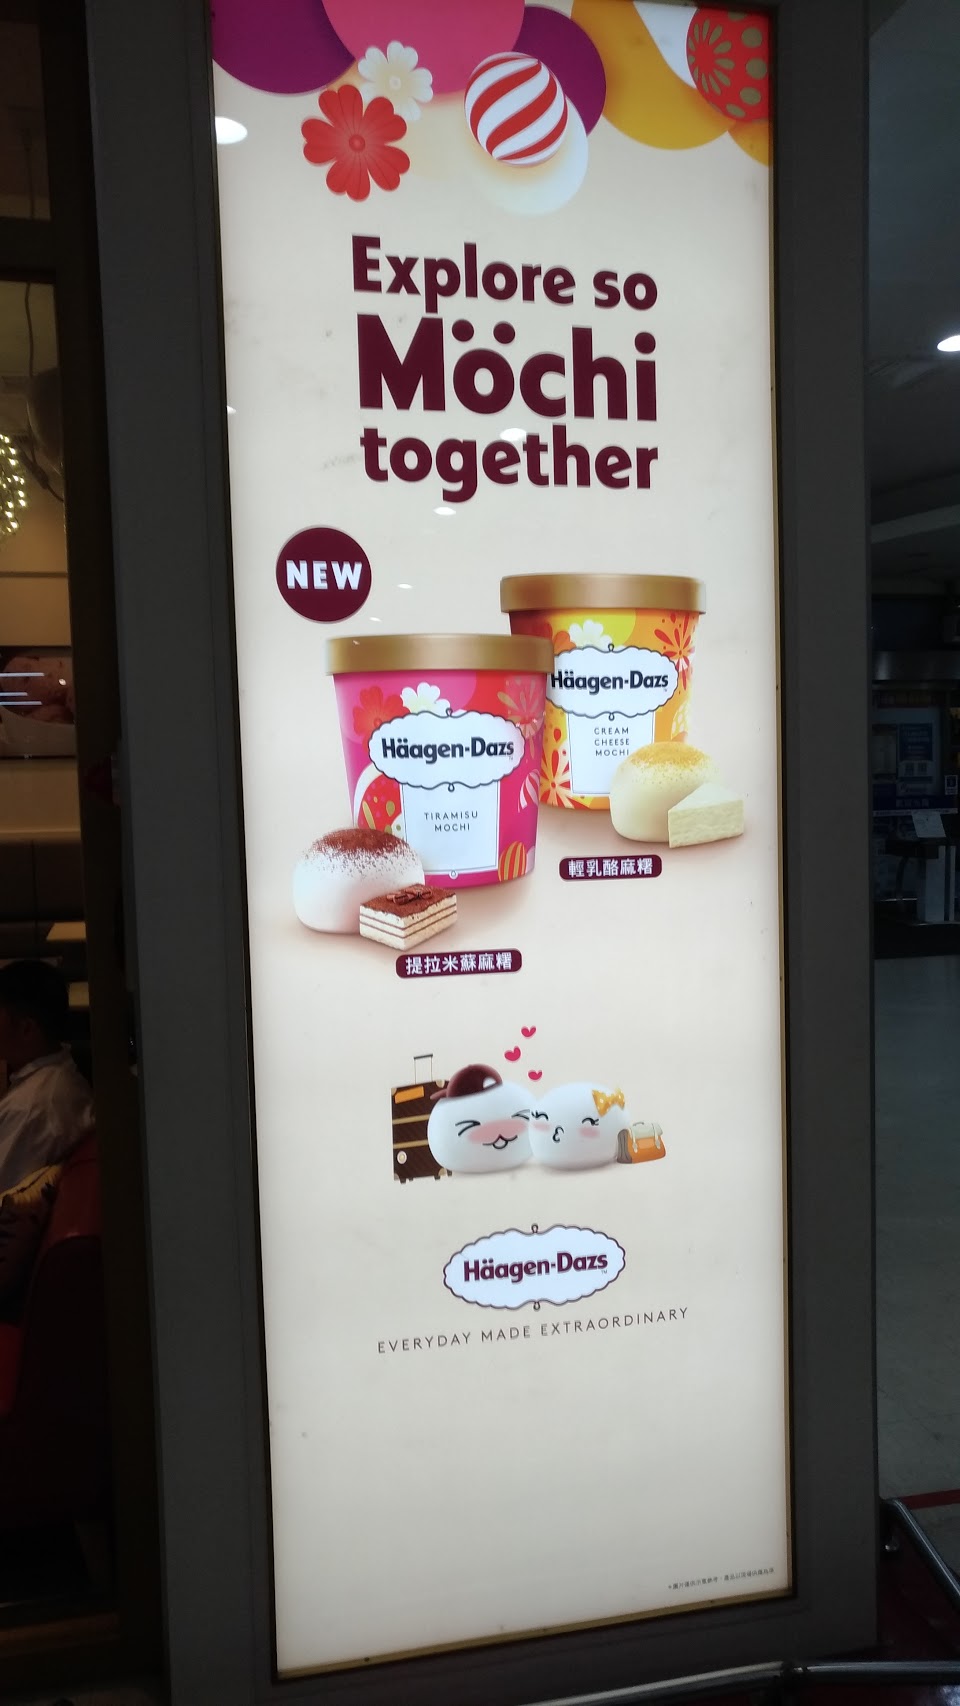 Explore so
Möchi
together
NEW
Häagen-Dazs
CREAM
CHEESE
MOCHI
Häagen-Dazs
TIRAMISU
MOCHI
輕乳酪麻糬
提拉米蘇麻糬
Häagen-Dazs
TM
EVERYDAY MADE EXTRAORDINARY